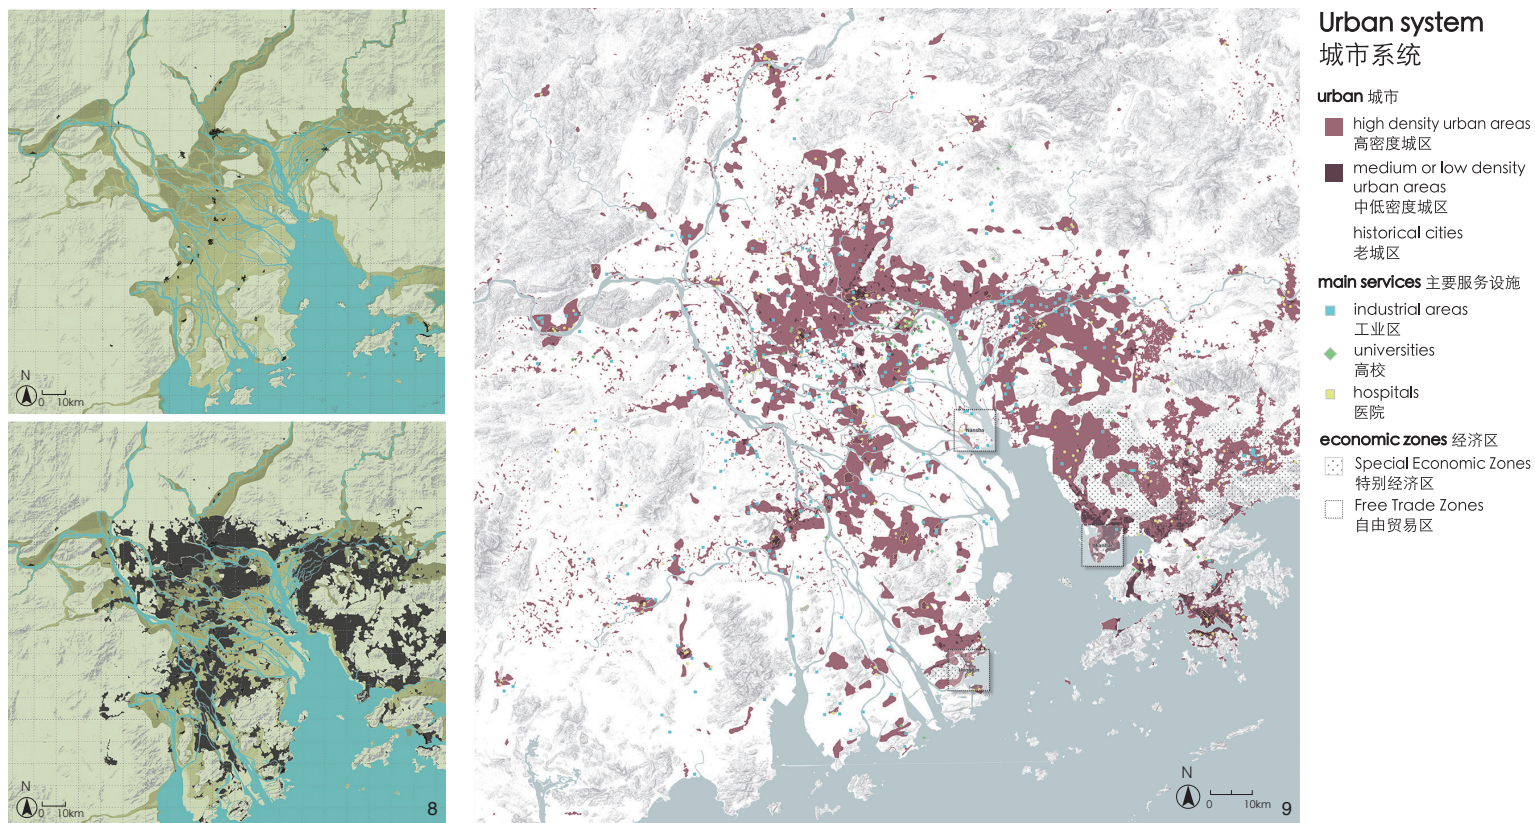 N
0 10km
N
0 10km
8
Nansha
N
0 10km
9
Urban system
城市系统
urban 城市
high density urban areas
高密度城区
medium or low density
urban areas
中低密度城区
historical cities
老城区
main services 主要服务设施
industrial areas
工业区
universities
高校
hospitals
医院
economic zones 经济区
Special Economic Zones
特别经济区
Free Trade Zones
自由贸易区